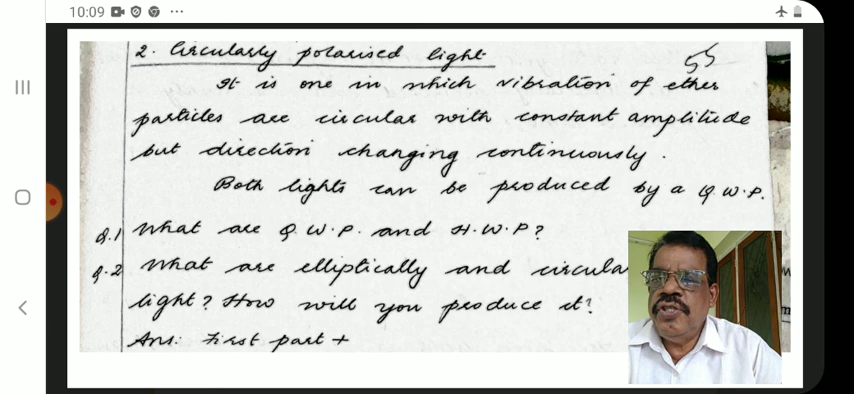 10:09
55
2. Circularly polarised light
It is one in which vibration of ether
particles are circular with constant amplitude
but direction changing continuously.
Both lights can be produced by a Q.W.P.
Q.1 What are Q.W.P. and H.W.P?
Q.2 What are elliptically and circula
light? How will you produce it?
Ans: First part +